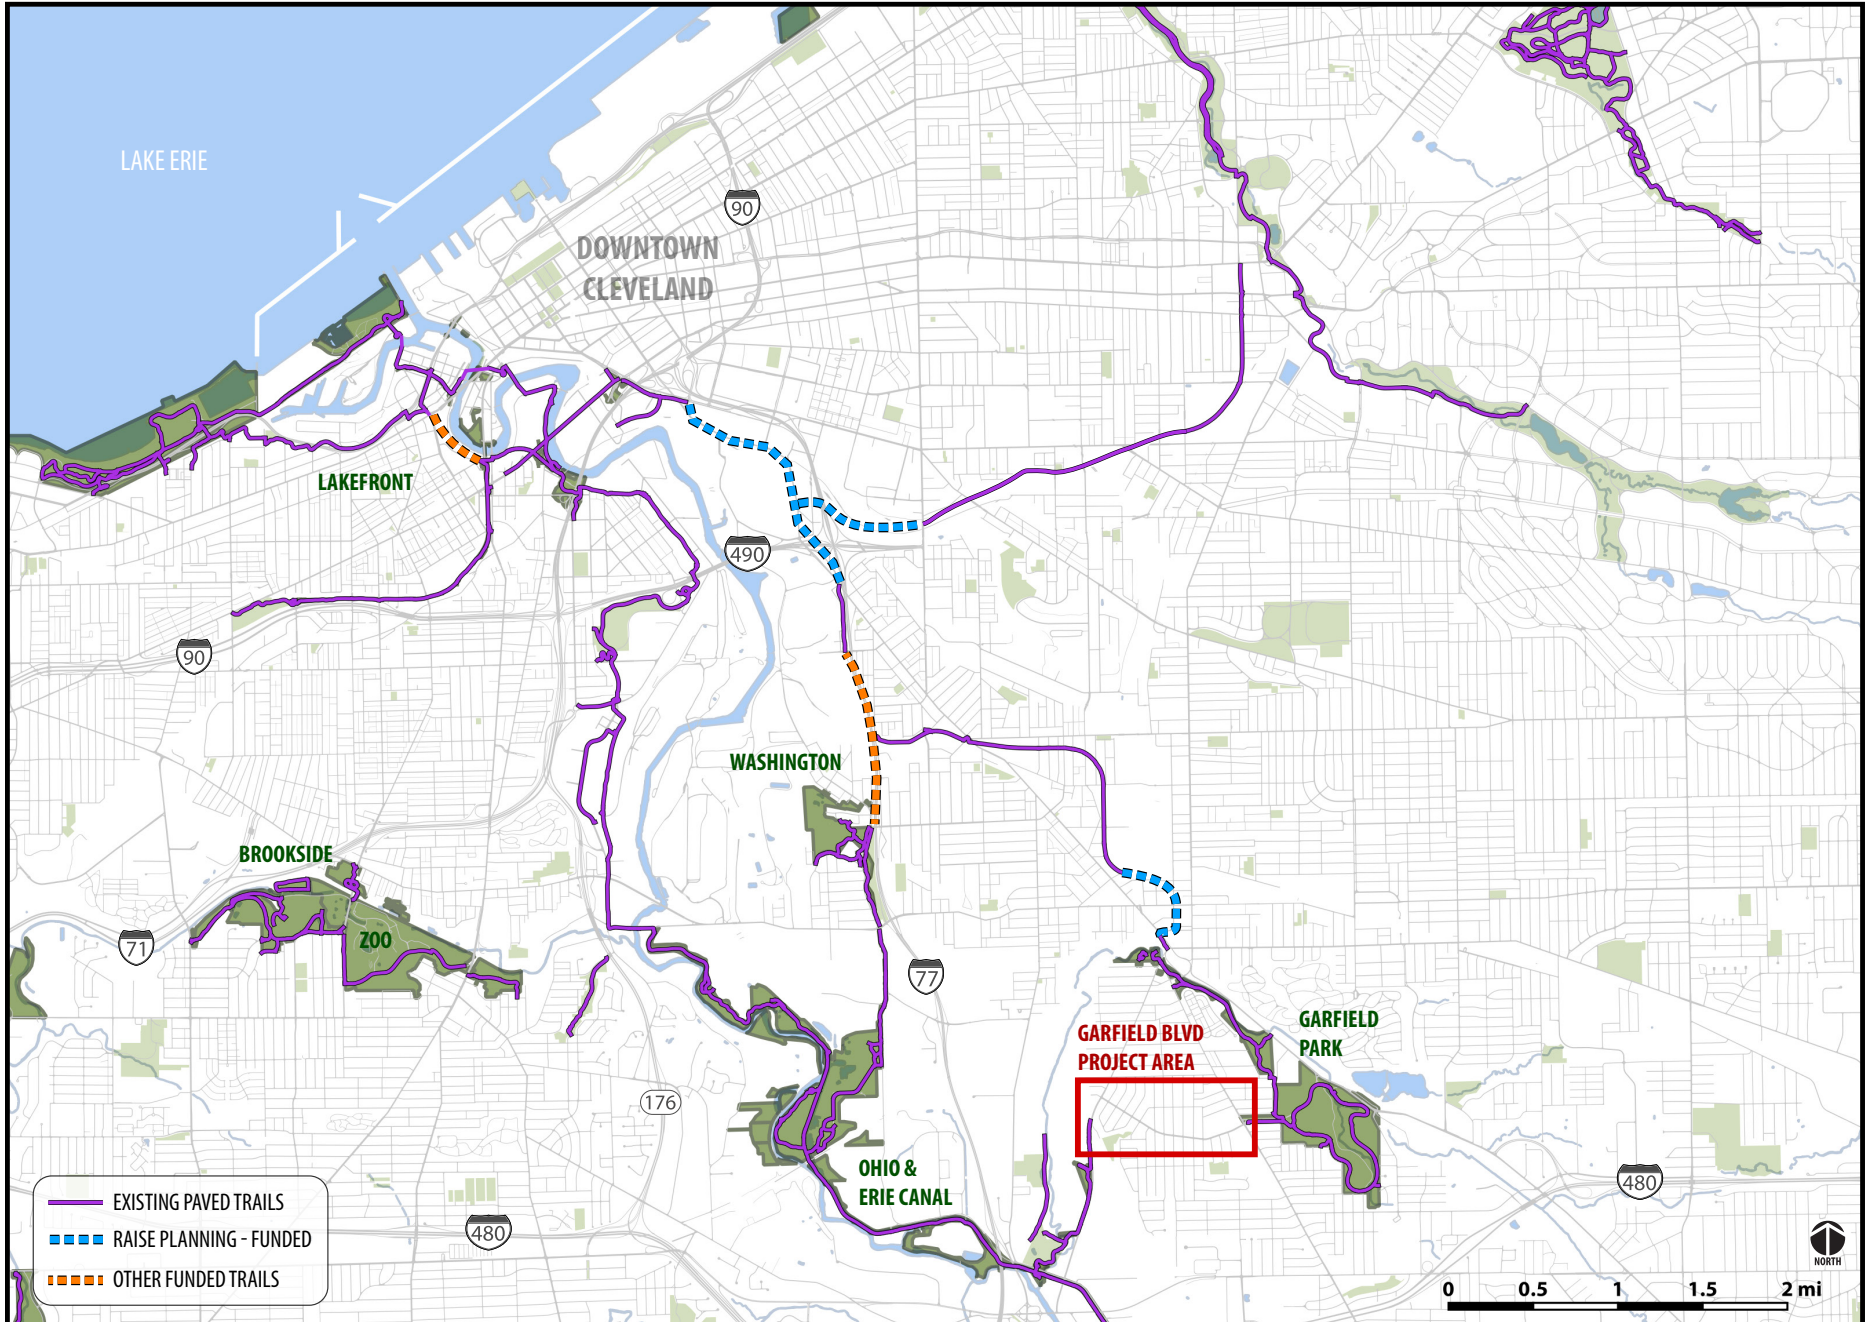 LAKE ERIE
90
DOWNTOWN
CLEVELAND
LAKEFRONT
490
90
WASHINGTON
BROOKSIDE
ZOO
71
77
GARFIELD BLVD
PROJECT AREA
GARFIELD
PARK
176
OHIO &
ERIE CANAL
480
480
EXISTING PAVED TRAILS
RAISE PLANNING - FUNDED
OTHER FUNDED TRAILS
NORTH
0 0.5 1 1.5 2 mi